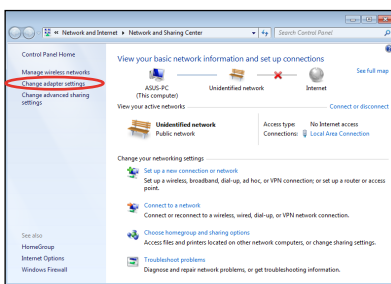 « Network and Internet ▸ Network and Sharing Center
Search Control Panel
Control Panel Home
Manage wireless networks
Change adapter settings
Change advanced sharing
settings
See also
HomeGroup
Internet Options
Windows Firewall
View your basic network information and set up connections
See full map
ASUS-PC
(This computer)
Unidentified network
Internet
View your active networks
Connect or disconnect
Unidentified network
Public network
Access type: No Internet access
Connections: Local Area Connection
Change your networking settings
Set up a new connection or network
Set up a wireless, broadband, dial-up, ad hoc, or VPN connection; or set up a router or access
point.
Connect to a network
Connect or reconnect to a wireless, wired, dial-up, or VPN network connection.
Choose homegroup and sharing options
Access files and printers located on other network computers, or change sharing settings.
Troubleshoot problems
Diagnose and repair network problems, or get troubleshooting information.